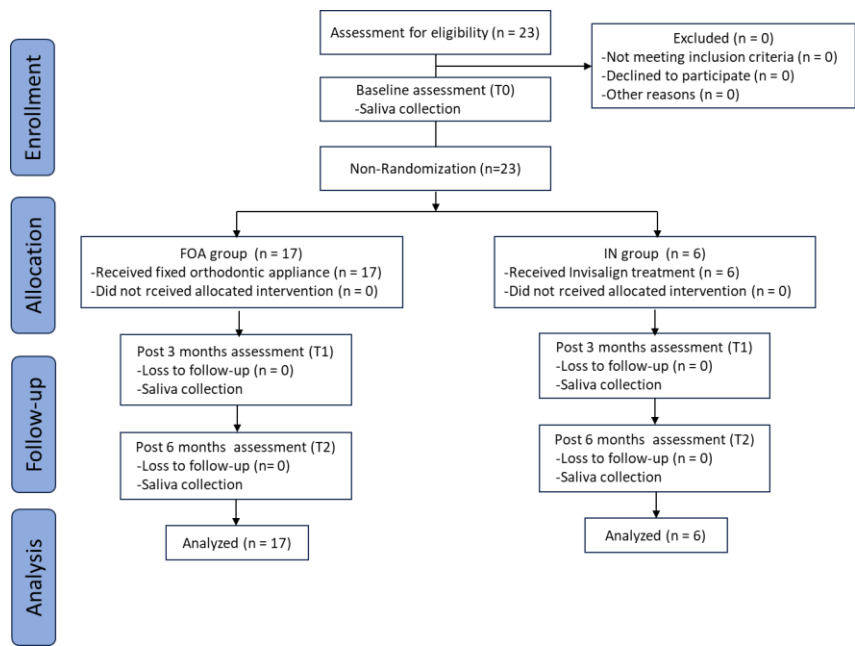 Enrollment
Assessment for eligibility (n = 23)
Excluded (n = 0)
-Not meeting inclusion criteria (n = 0)
-Declined to participate (n = 0)
-Other reasons (n = 0)
Baseline assessment (T0)
-Saliva collection
Non-Randomization (n=23)
Allocation
FOA group (n = 17)
-Received fixed orthodontic appliance (n = 17)
-Did not rceived allocated intervention (n = 0)
IN group (n = 6)
-Received Invisalign treatment (n = 6)
-Did not rceived allocated intervention (n = 0)
Follow-up
Post 3 months assessment (T1)
-Loss to follow-up (n = 0)
-Saliva collection
Post 3 months assessment (T1)
-Loss to follow-up (n = 0)
-Saliva collection
Post 6 months assessment (T2)
-Loss to follow-up (n= 0)
-Saliva collection
Post 6 months assessment (T2)
-Loss to follow-up (n = 0)
-Saliva collection
Analysis
Analyzed (n = 17)
Analyzed (n = 6)